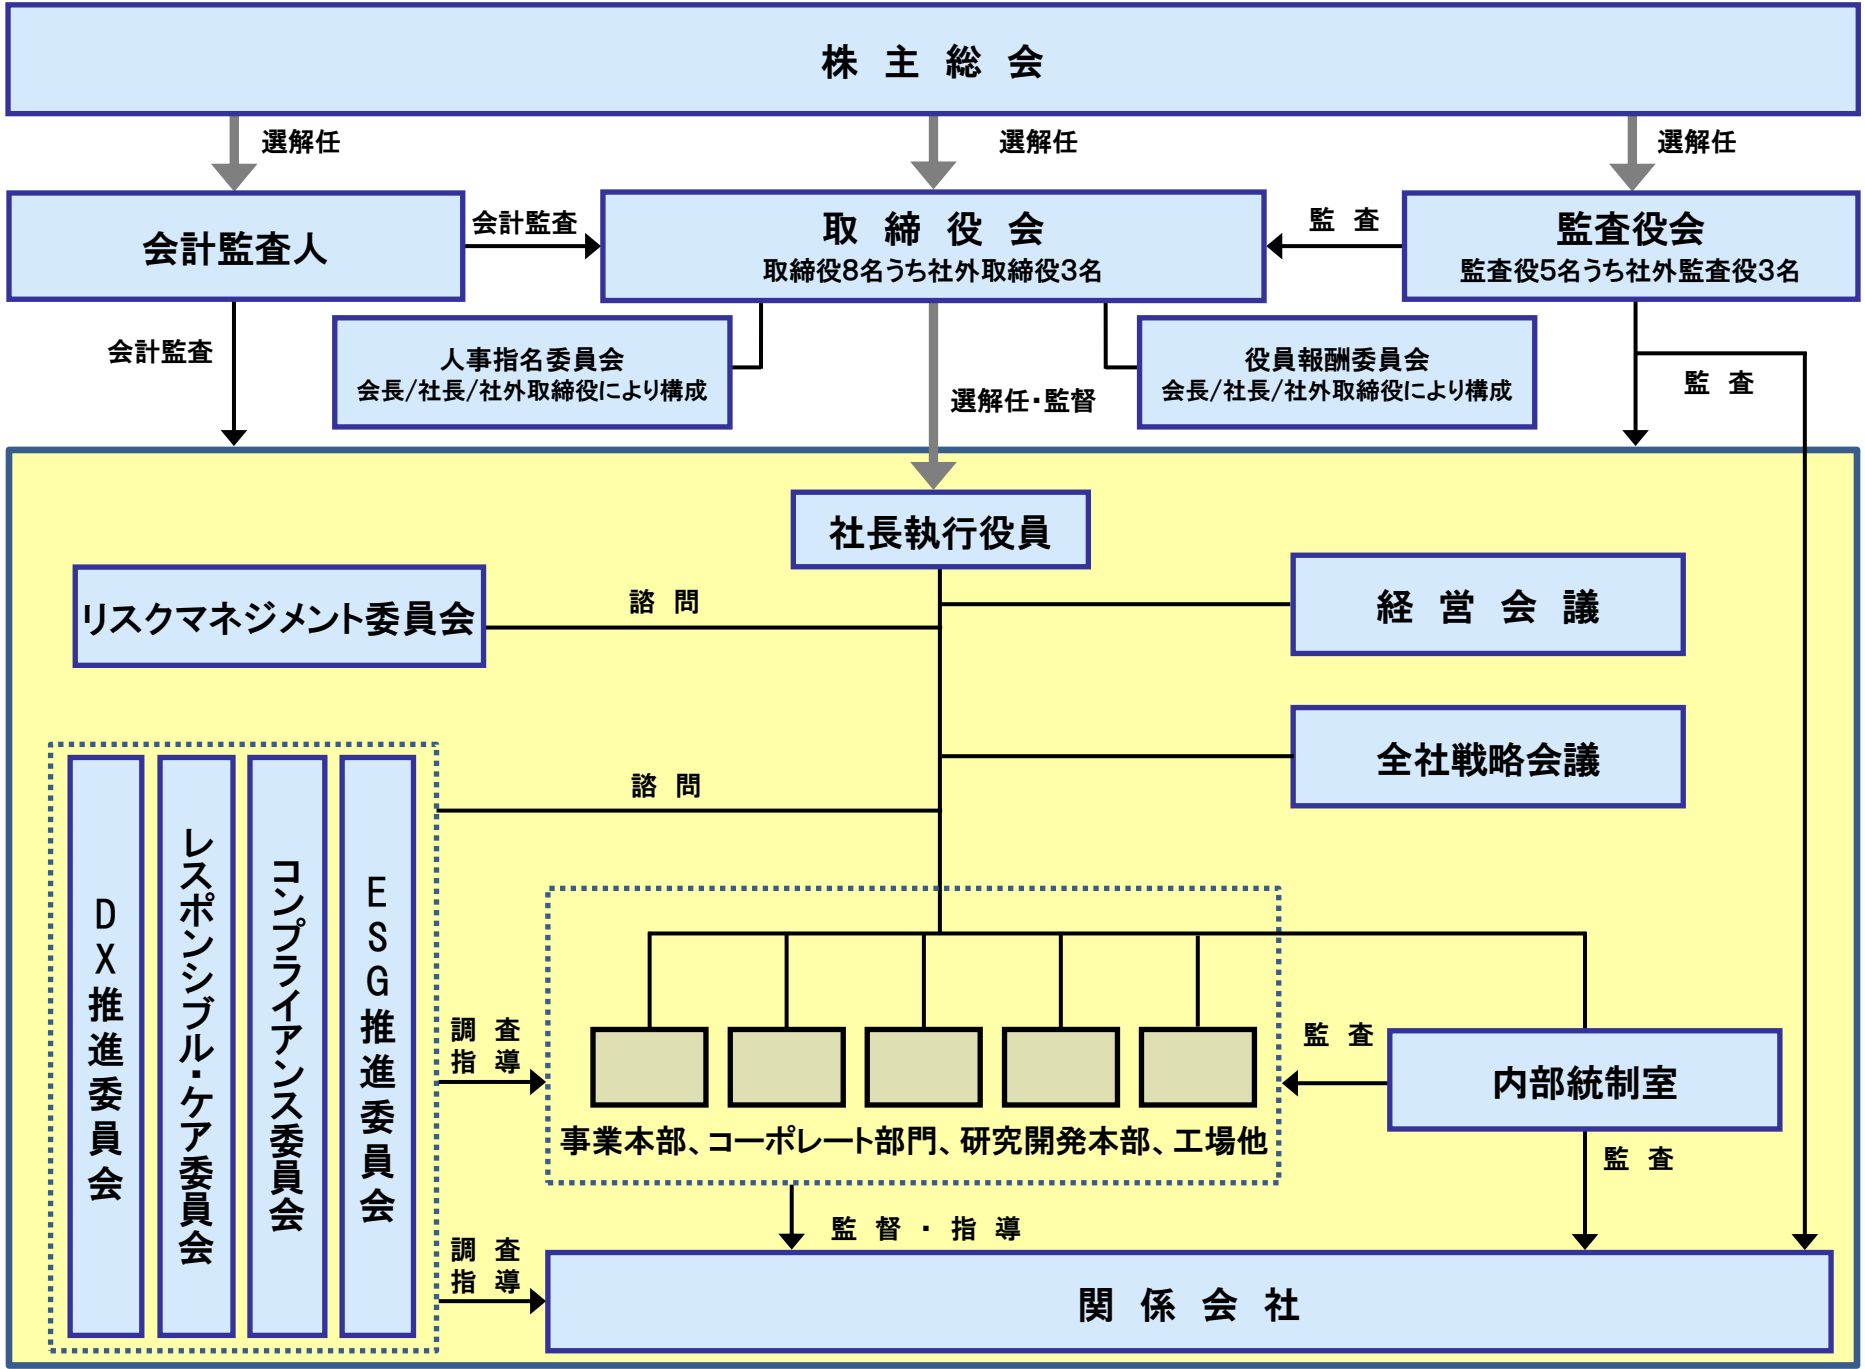 株 主 総 会
選解任
選解任
選解任
会計監査人
会計監査
取 締 役 会
取締役8名うち社外取締役3名
監 査
監査役会
監査役5名うち社外監査役3名
会計監査
人事指名委員会
会長/社長/社外取締役により構成
選解任・監督
役員報酬委員会
会長/社長/社外取締役により構成
監 査
社長執行役員
リスクマネジメント委員会
諮 問
経 営 会 議
全社戦略会議
諮 問
DX推進委員会
レスポンシブル・ケア委員会
コンプライアンス委員会
ESG推進委員会
調 査
指 導
監 査
内部統制室
事業本部、コーポレート部門、研究開発本部、工場他
監 査
監 督 ・ 指 導
調 査
指 導
関 係 会 社